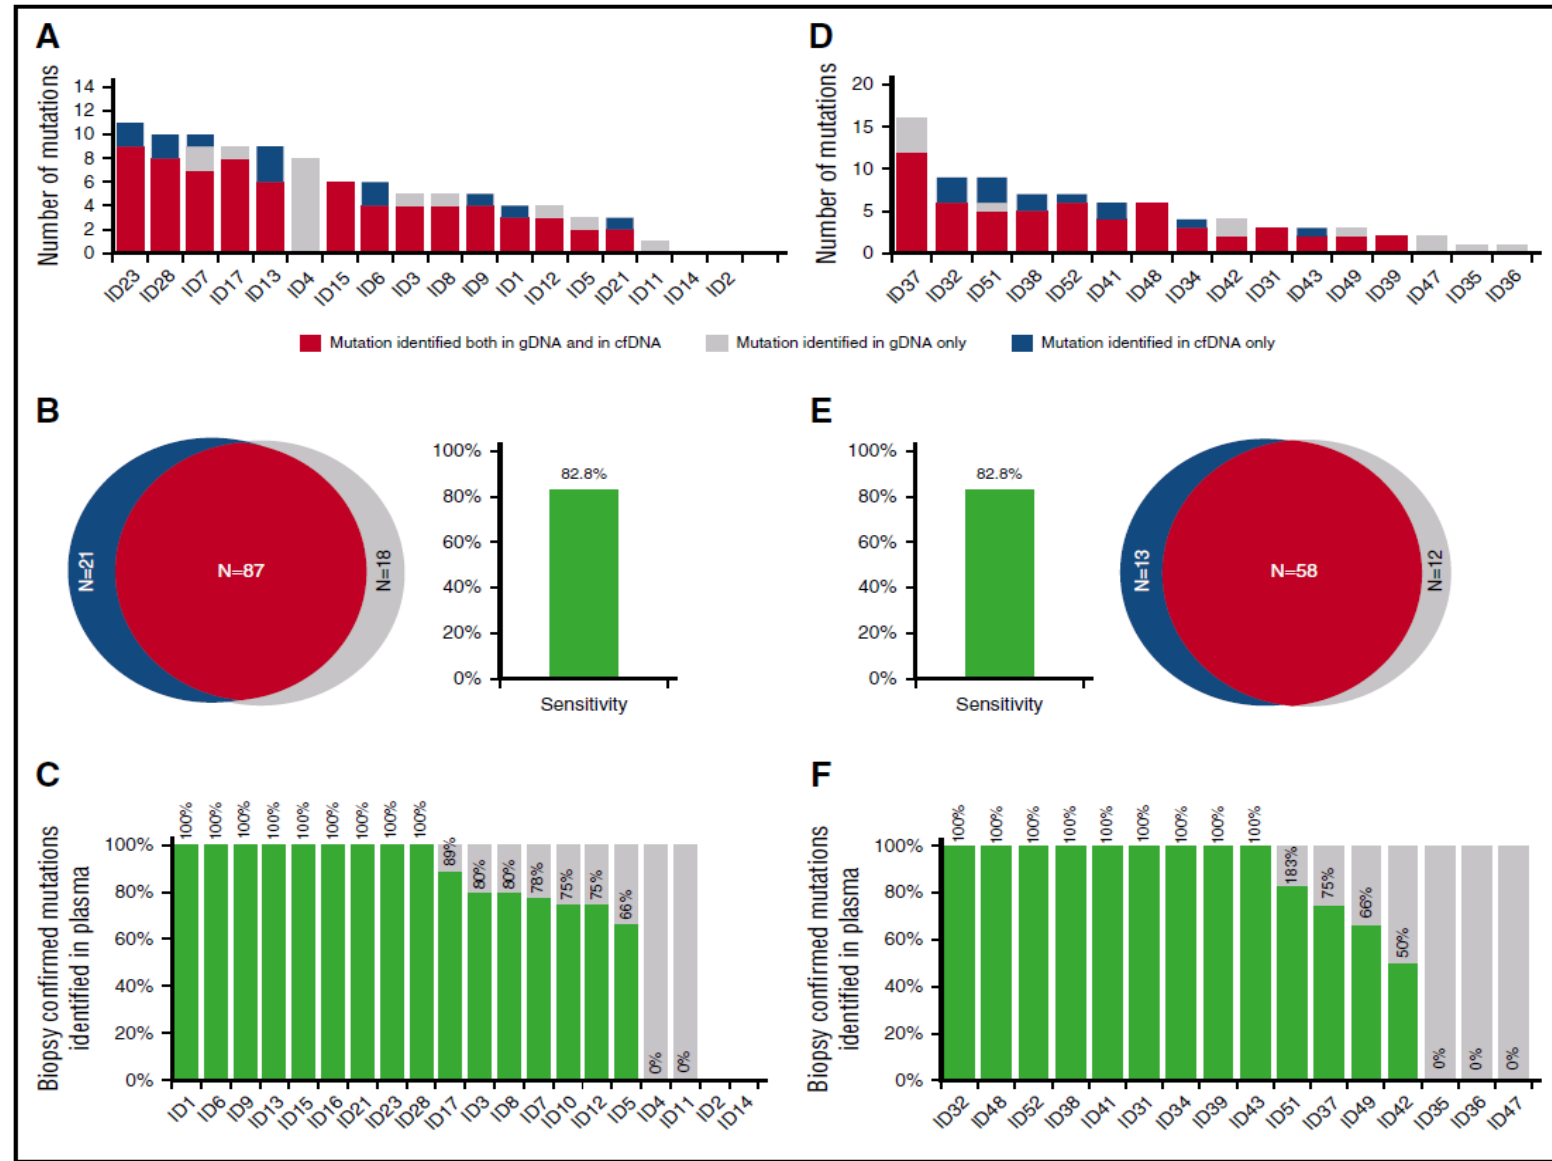 A
Number of mutations
14
12
10
8
6
4
2
0
ID23 ID28 ID7 ID17 ID13 ID4 ID15 ID6 ID3 ID8 ID9 ID1 ID12 ID5 ID21 ID11 ID14 ID2
D
Number of mutations
20
15
10
5
0
ID37 ID32 ID51 ID38 ID52 ID41 ID48 ID34 ID42 ID31 ID43 ID49 ID39 ID47 ID35 ID36
Mutation identified both in gDNA and in cfDNA Mutation identified in gDNA only Mutation identified in cfDNA only
B
N=21
N=87
N=18
100%
80%
60%
40%
20%
0%
82.8%
Sensitivity
E
100%
80%
60%
40%
20%
0%
82.8%
Sensitivity
N=13
N=58
N=12
C
Biopsy confirmed mutations
identified in plasma
100%
80%
60%
40%
20%
0%
100% 100% 100% 100% 100% 100% 100% 100% 100% 89% 80% 80% 78% 75% 75% 66% 0% 0%
ID1 ID6 ID9 ID13 ID15 ID16 ID21 ID23 ID28 ID17 ID3 ID8 ID7 ID10 ID12 ID5 ID4 ID11 ID2 ID14
F
Biopsy confirmed mutations
identified in plasma
100%
80%
60%
40%
20%
0%
100% 100% 100% 100% 100% 100% 100% 100% 100% 183% 75% 66% 50% 0% 0% 0%
ID32 ID48 ID52 ID38 ID41 ID31 ID34 ID39 ID43 ID51 ID37 ID49 ID42 ID35 ID36 ID47